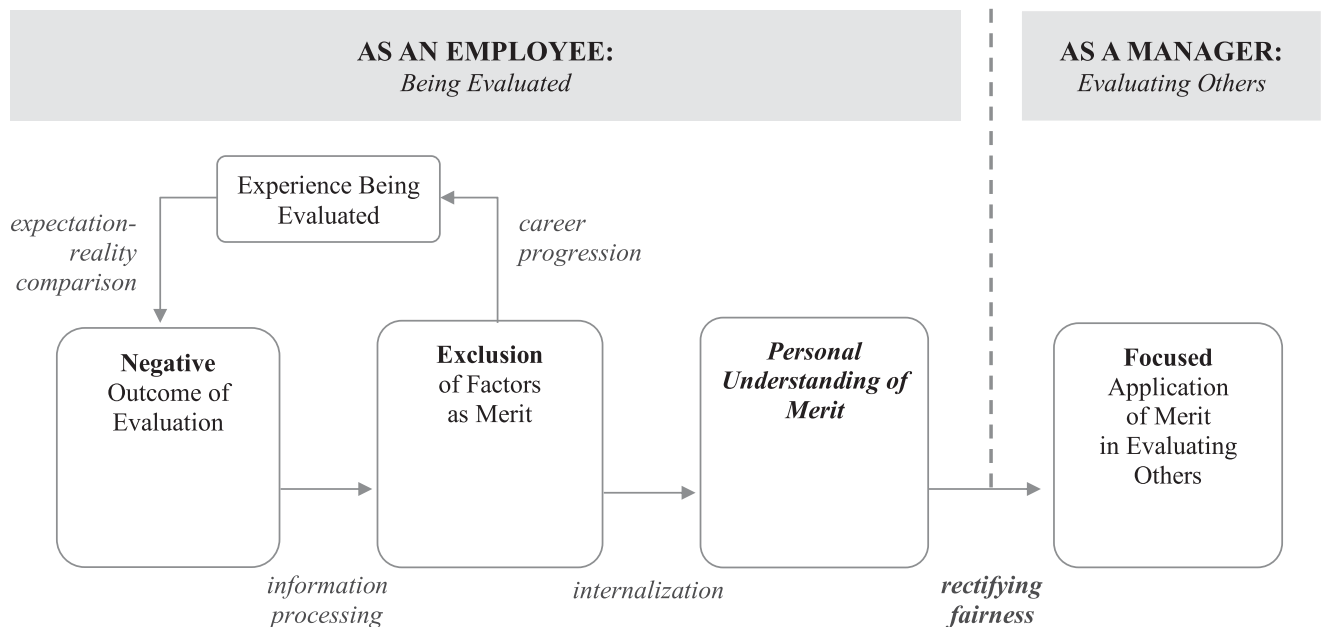 AS AN EMPLOYEE:
Being Evaluated
AS A MANAGER:
Evaluating Others
Experience Being
Evaluated
expectation-
reality
comparison
career
progression
Negative
Outcome of
Evaluation
Exclusion
of Factors
as Merit
Personal
Understanding of
Merit
Focused
Application
of Merit
in Evaluating
Others
information
processing
internalization
rectifying
fairness